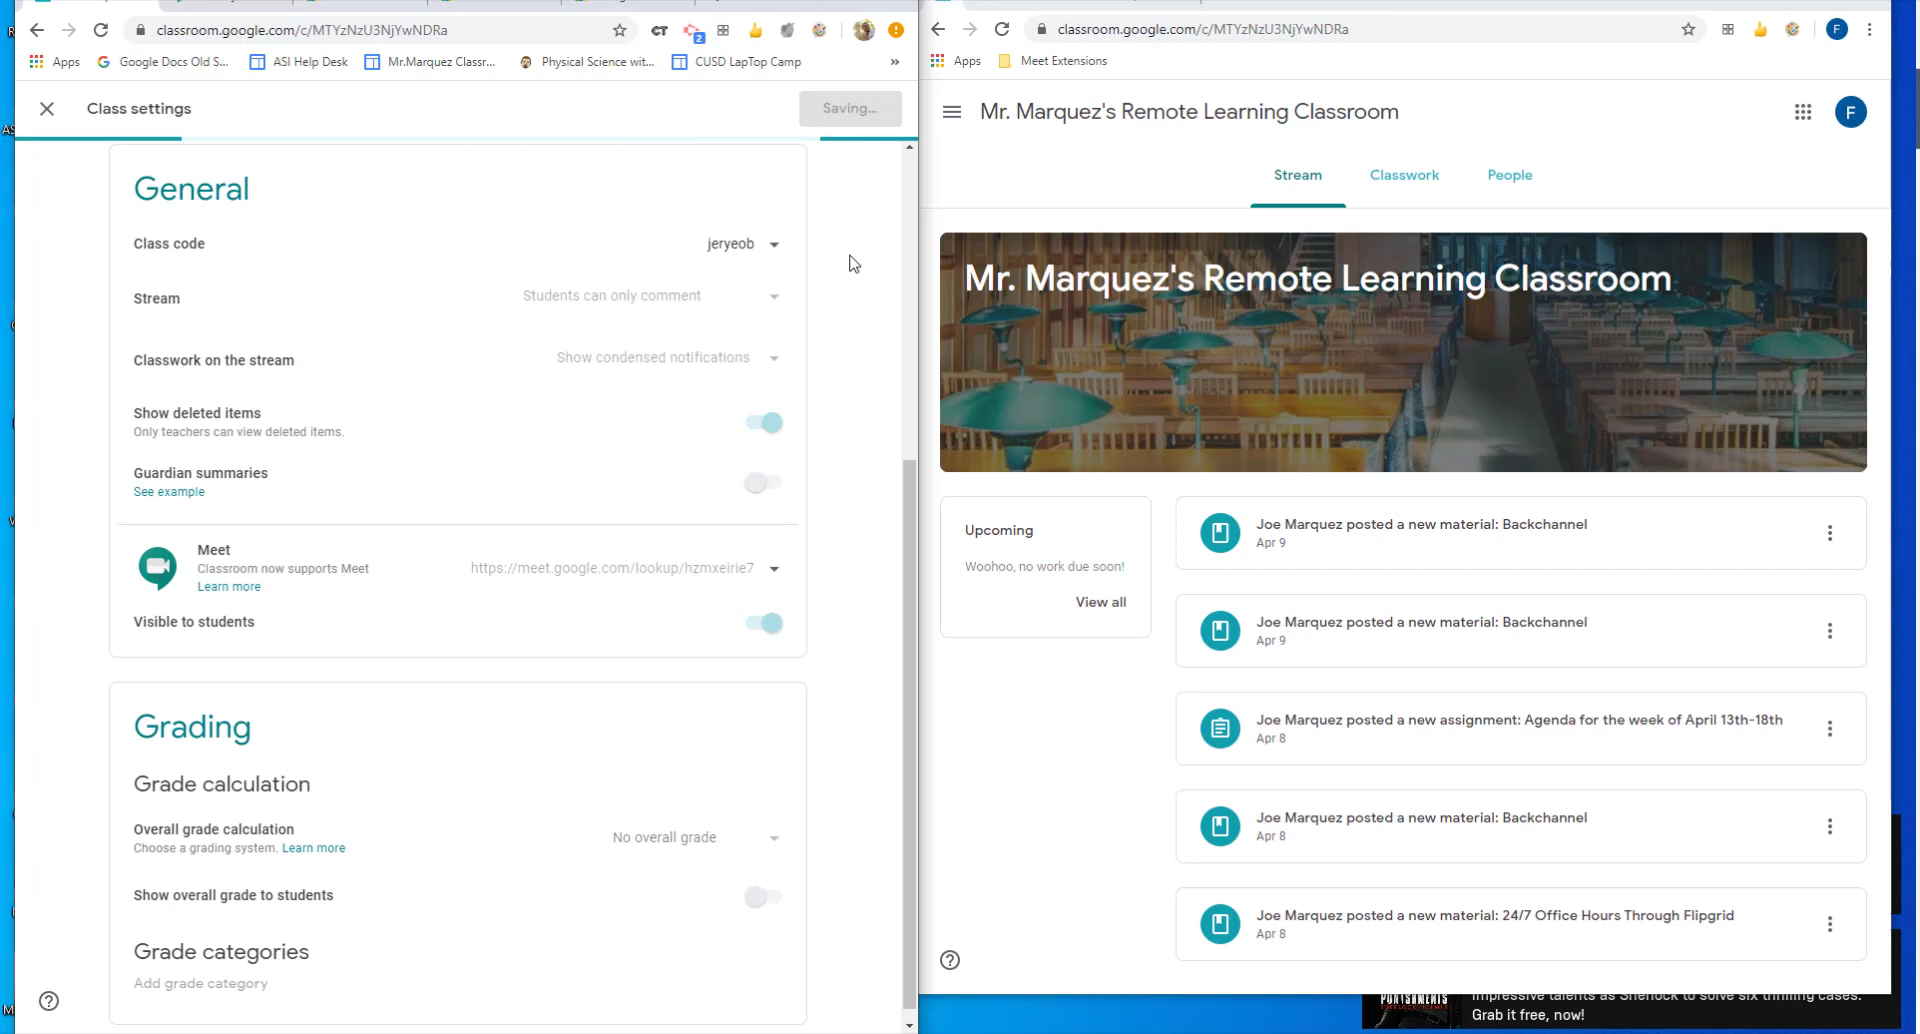 classroom.google.com/c/MTYzNzU3NjYwNDRa
Apps
Google Docs Old S...
ASI Help Desk
Mr.Marquez Classr...
Physical Science wit...
CUSD LapTop Camp
»
Class settings
Saving...
General
Class code
jeryeob
Stream
Students can only comment
Classwork on the stream
Show condensed notifications
Show deleted items
Only teachers can view deleted items.
Guardian summaries
See example
Meet
Classroom now supports Meet
https://meet.google.com/lookup/hzmxeirie7
Learn more
Visible to students
Grading
Grade calculation
Overall grade calculation
No overall grade
Choose a grading system. Learn more
Show overall grade to students
Grade categories
Add grade category
classroom.google.com/c/MTYzNzU3NjYwNDRa
F
Apps
Meet Extensions
Mr. Marquez's Remote Learning Classroom
F
Stream
Classwork
People
Mr. Marquez's Remote Learning Classroom
Upcoming
Woohoo, no work due soon!
View all
Joe Marquez posted a new material: Backchannel
Apr 9
Joe Marquez posted a new material: Backchannel
Apr 9
Joe Marquez posted a new assignment: Agenda for the week of April 13th-18th
Apr 8
Joe Marquez posted a new material: Backchannel
Apr 8
Joe Marquez posted a new material: 24/7 Office Hours Through Flipgrid
Apr 8
impressive talents as Sherlock to solve six thrilling cases.
Grab it free, now!